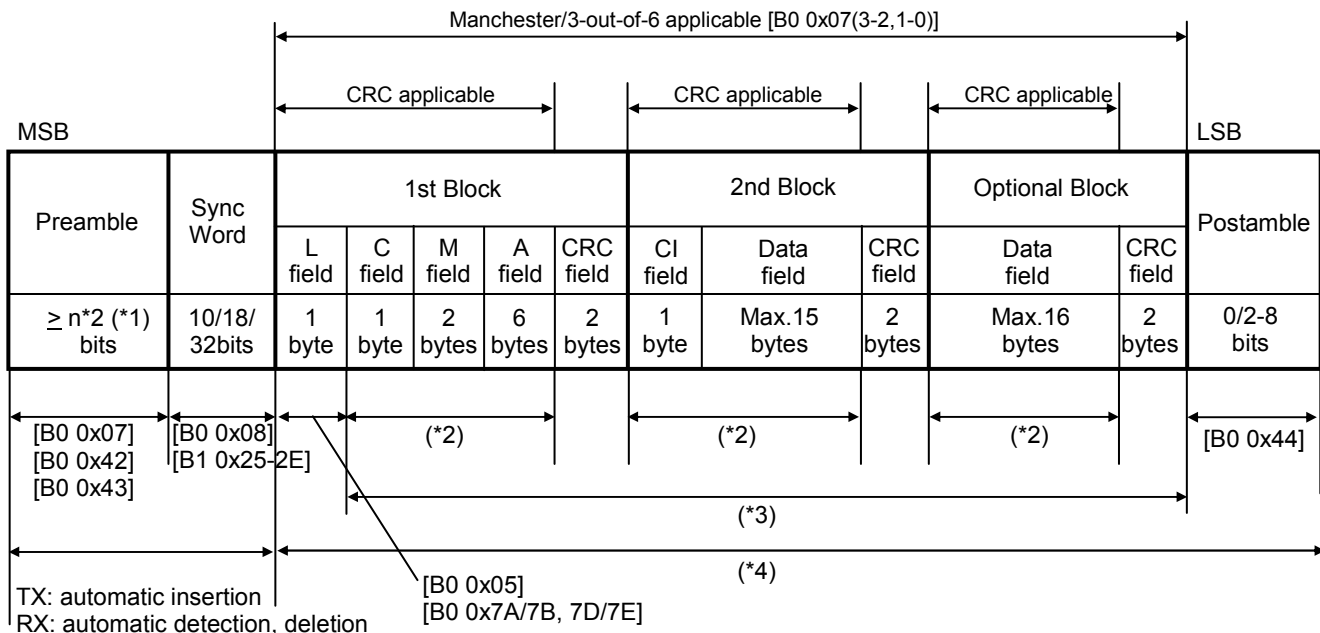 Manchester/3-out-of-6 applicable [B0 0x07(3-2,1-0)]
CRC applicable
CRC applicable
CRC applicable
MSB
LSB
Preamble
Sync
Word
1st Block
2nd Block
Optional Block
Postamble
L
field
C
field
M
field
A
field
CRC
field
CI
field
Data
field
CRC
field
Data
field
CRC
field
≥ n*2 (*1)
bits
10/18/
32bits
1
byte
1
byte
2
bytes
6
bytes
2
bytes
1
byte
Max.15
bytes
2
bytes
Max.16
bytes
2
bytes
0/2-8
bits
[B0 0x07]
[B0 0x42]
[B0 0x43]
[B0 0x08]
[B1 0x25-2E]
(*2)
(*2)
(*2)
[B0 0x44]
(*3)
(*4)
TX: automatic insertion
RX: automatic detection, deletion
[B0 0x05]
[B0 0x7A/7B, 7D/7E]